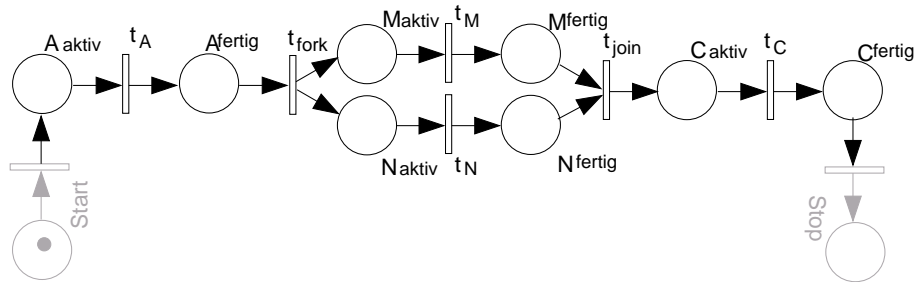 A aktiv
t A
A fertig
t fork
M aktiv
t M
M fertig
t join
C aktiv
t C
C fertig
N aktiv
t N
N fertig
Start
Stop